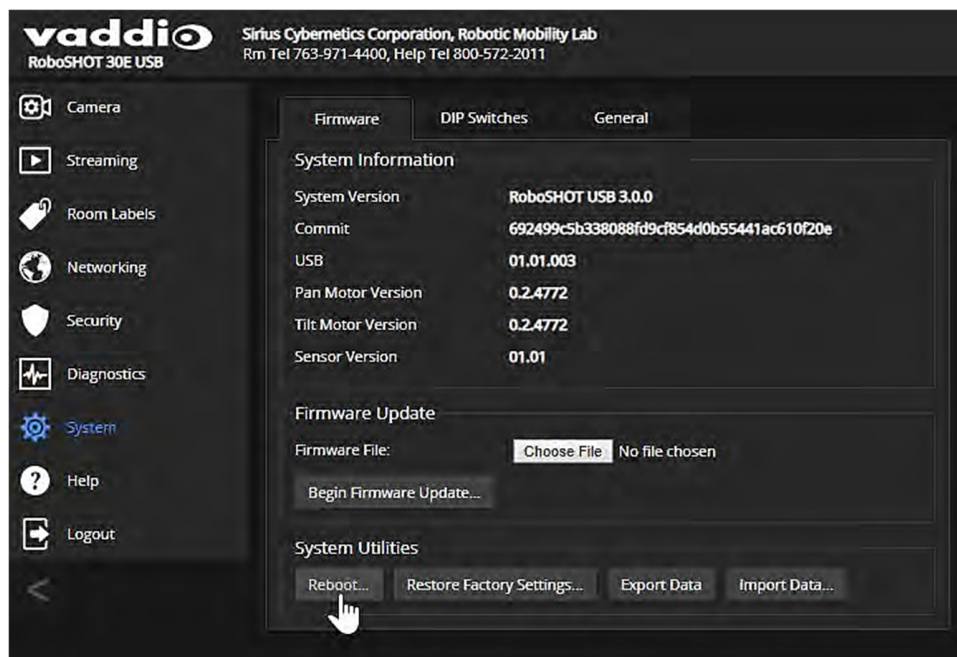 vaddio
RoboSHOT 30E USB
Sirius Cybernetics Corporation, Robotic Mobility Lab
Rm Tel 763-971-4400, Help Tel 800-572-2011
Camera
Streaming
Room Labels
Networking
Security
Diagnostics
System
Help
Logout
Firmware DIP Switches General
System Information
System Version RoboSHOT USB 3.0.0
Commit 692499c5b338088fd9cf854d0b55441ac610f20e
USB 01.01.003
Pan Motor Version 0.2.4772
Tilt Motor Version 0.2.4772
Sensor Version 01.01
Firmware Update
Firmware File: Choose File No file chosen
Begin Firmware Update...
System Utilities
Reboot... Restore Factory Settings... Export Data Import Data...